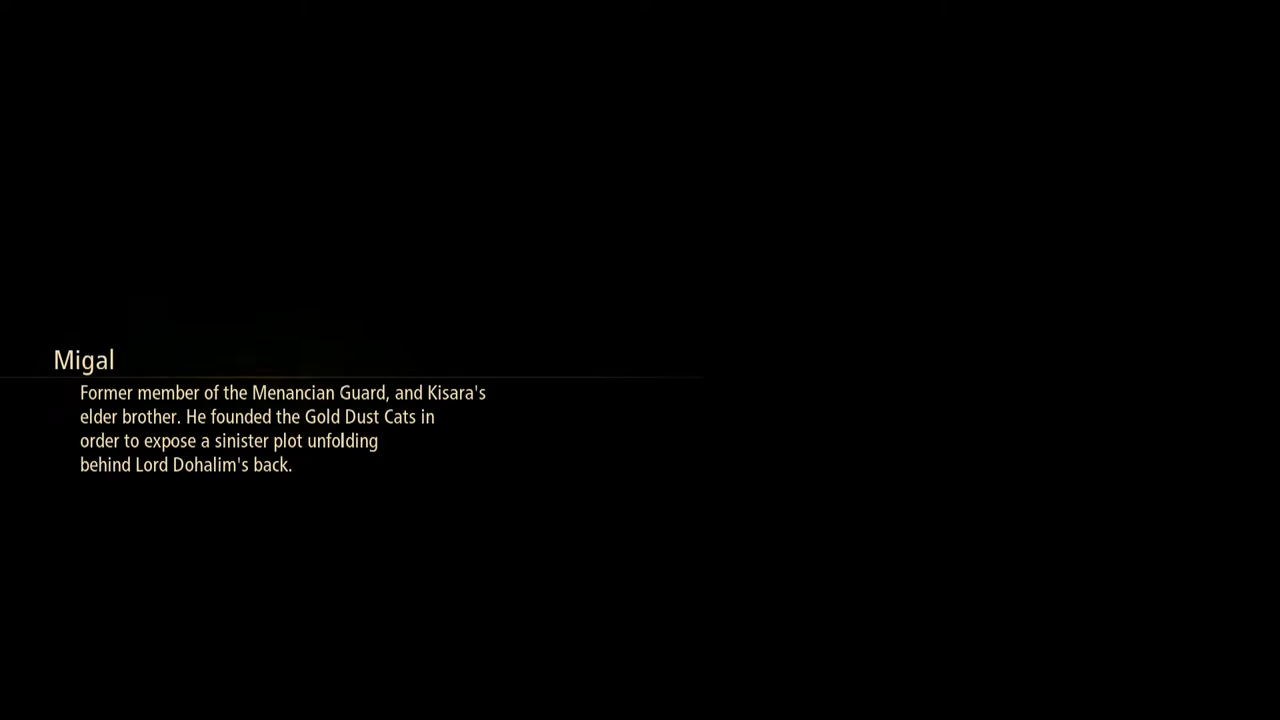 Migal
Former member of the Menancian Guard, and Kisara's
elder brother. He founded the Gold Dust Cats in
order to expose a sinister plot unfolding
behind Lord Dohalim's back.